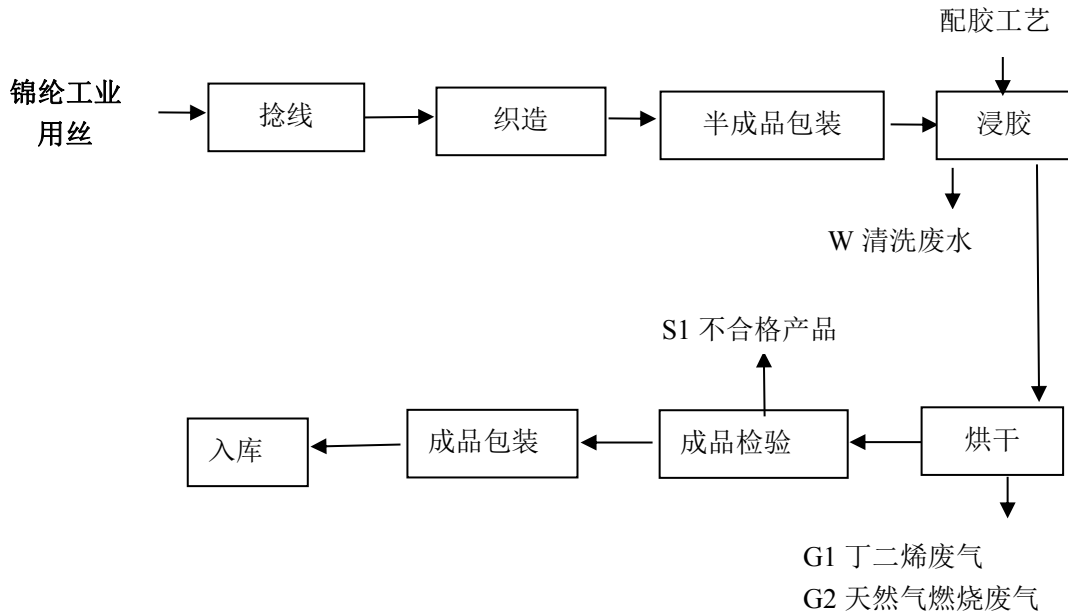 配胶工艺
锦纶工业
用丝
捻线
织造
半成品包装
浸胶
W 清洗废水
S1 不合格产品
入库
成品包装
成品检验
烘干
G1 丁二烯废气
G2 天然气燃烧废气